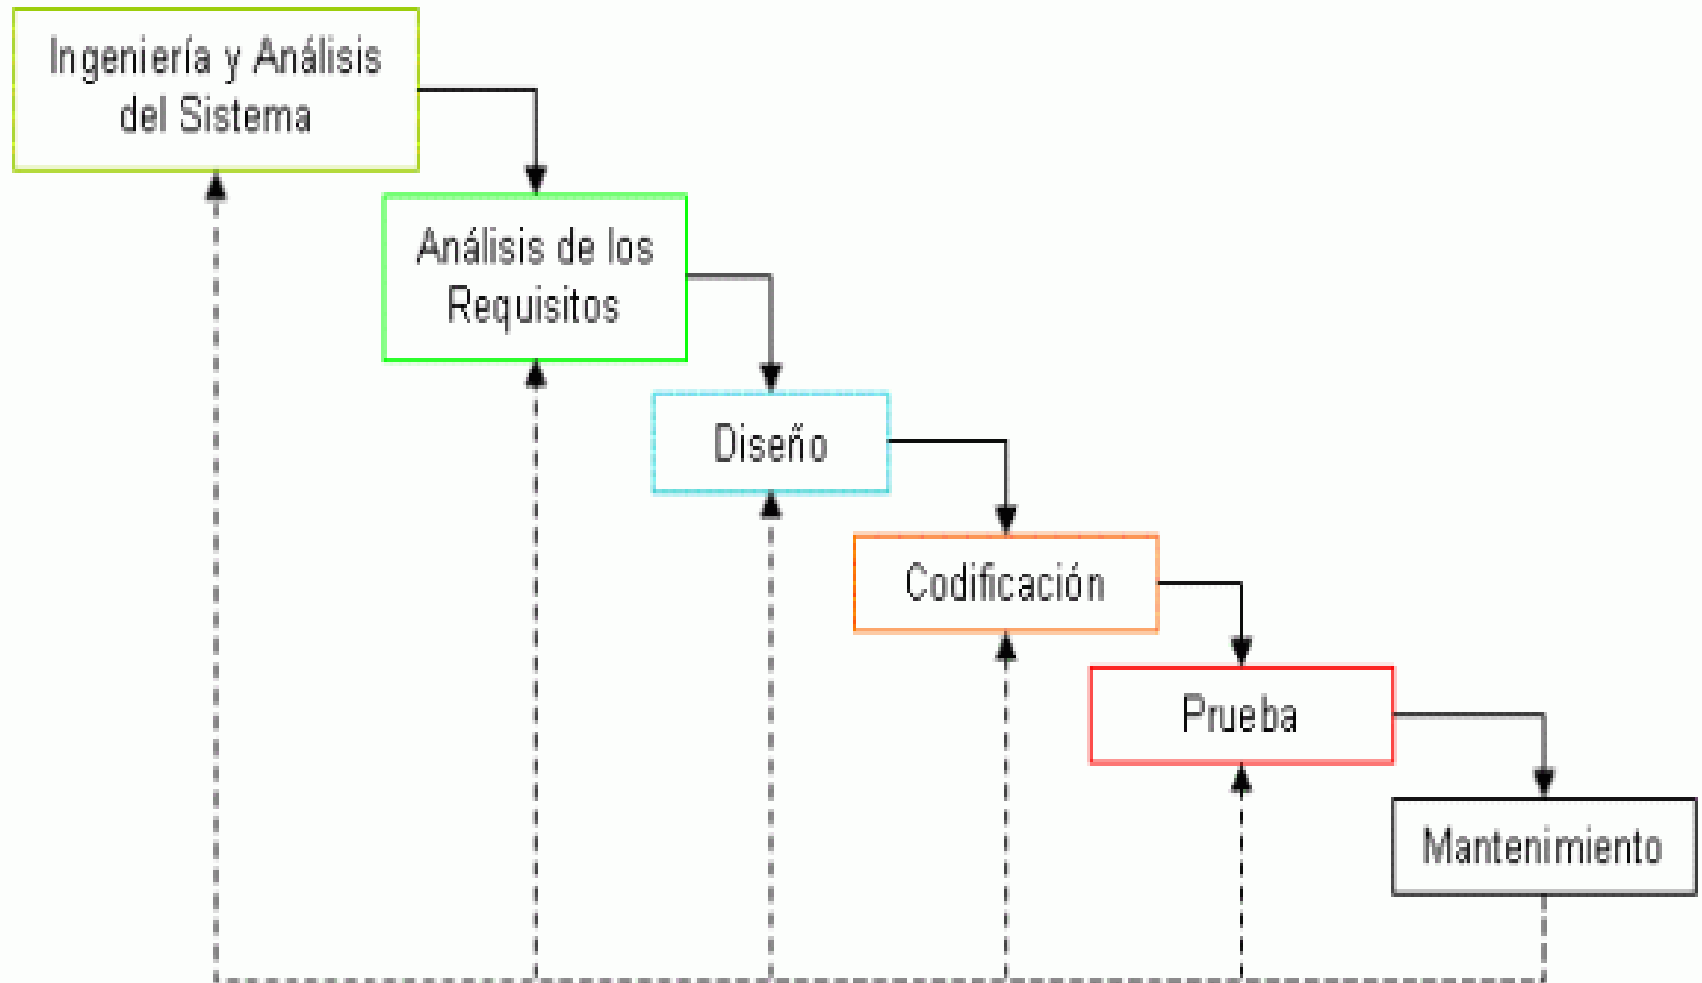 Ingeniería y Análisis
del Sistema
Análisis de los
Requisitos
Diseño
Codificación
Prueba
Mantenimiento